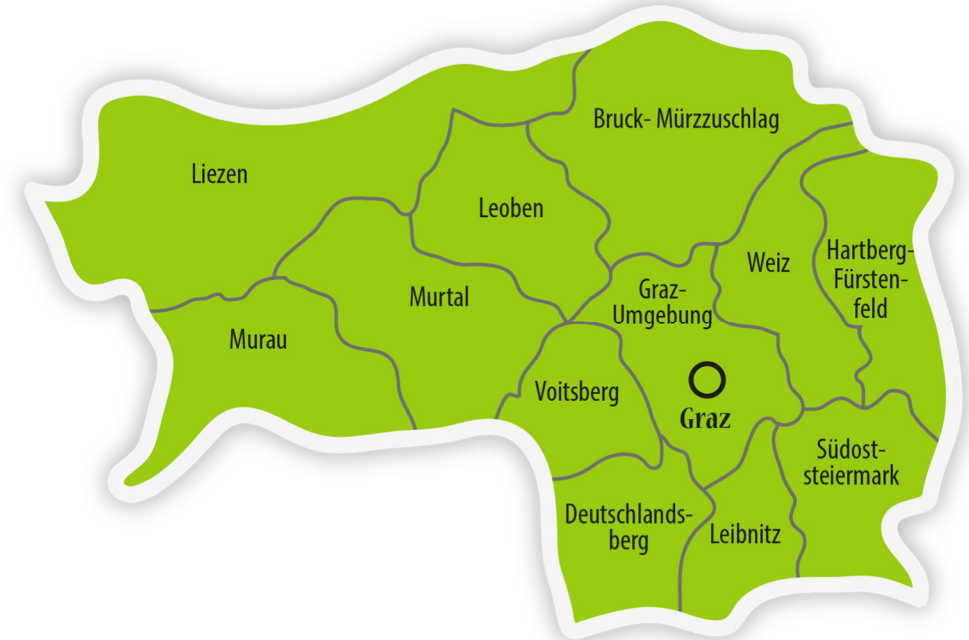 Bruck- Mürzzuschlag
Liezen
Leoben
Hartberg-
Fürsten-
feld
Weiz
Murtal
Graz-
Umgebung
Murau
Voitsberg
Graz
Südost-
steiermark
Deutschlands-
berg
Leibnitz